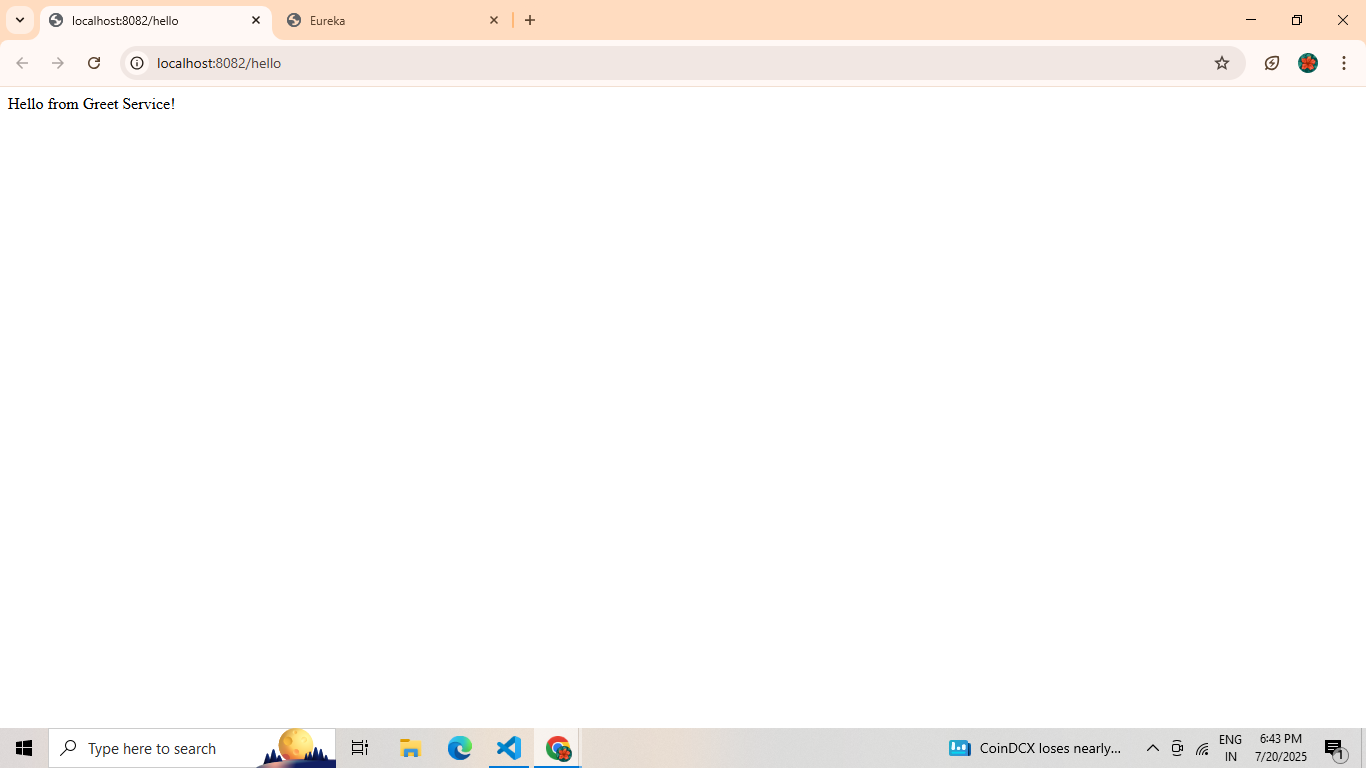 localhost:8082/hello
Eureka
localhost:8082/hello
Hello from Greet Service!
Type here to search
CoinDCX loses nearly...
ENG
IN
6:43 PM
7/20/2025
1